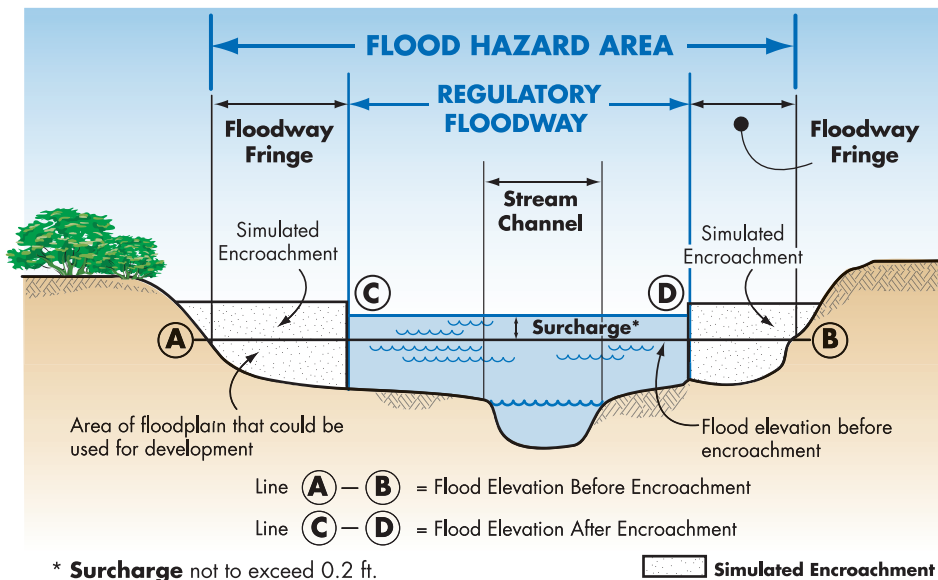 FLOOD HAZARD AREA
REGULATORY
FLOODWAY
Floodway
Fringe
Floodway
Fringe
Stream
Channel
Simulated
Encroachment
Simulated
Encroachment
C
D
Surcharge*
A
B
Area of floodplain that could be
used for development
Flood elevation before
encroachment
Line A — B = Flood Elevation Before Encroachment
Line C — D = Flood Elevation After Encroachment
* Surcharge not to exceed 0.2 ft.
Simulated Encroachment